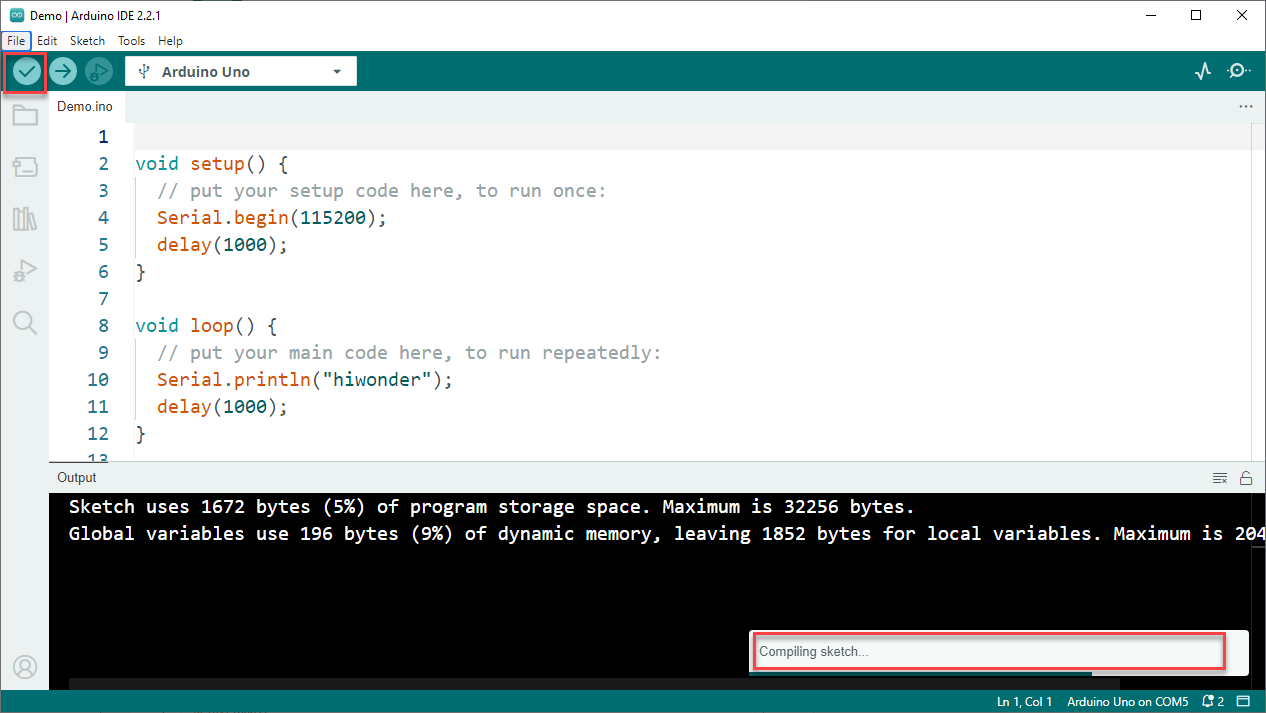 Demo | Arduino IDE 2.2.1
File Edit Sketch Tools Help
Arduino Uno
Demo.ino
1
2 void setup() {
3 // put your setup code here, to run once:
4 Serial.begin(115200);
5 delay(1000);
6 }
7
8 void loop() {
9 // put your main code here, to run repeatedly:
10 Serial.println("hiwonder");
11 delay(1000);
12 }
13
Output
Sketch uses 1672 bytes (5%) of program storage space. Maximum is 32256 bytes.
Global variables use 196 bytes (9%) of dynamic memory, leaving 1852 bytes for local variables. Maximum is 204
Compiling sketch...
Ln 1, Col 1 Arduino Uno on COM5 2